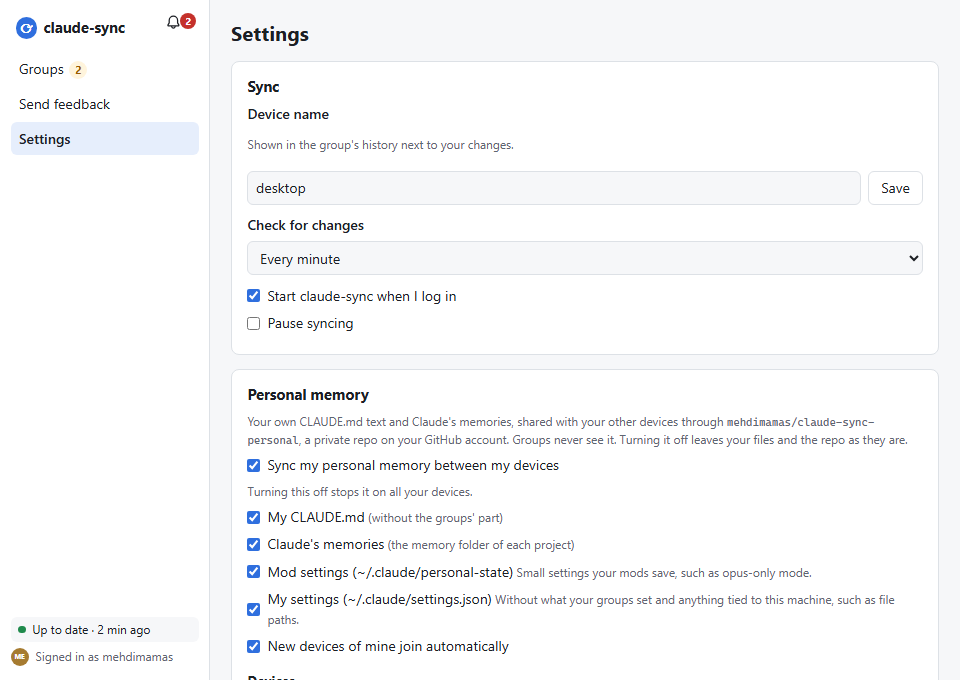 claude-sync
2
Groups 2
Send feedback
Settings
Up to date · 2 min ago
ME Signed in as mehdimamas
Settings
Sync
Device name
Shown in the group's history next to your changes.
desktop
Save
Check for changes
Every minute
Start claude-sync when I log in
Pause syncing
Personal memory
Your own CLAUDE.md text and Claude's memories, shared with your other devices through mehdimamas/claude-sync-
personal, a private repo on your GitHub account. Groups never see it. Turning it off leaves your files and the repo as they are.
Sync my personal memory between my devices
Turning this off stops it on all your devices.
My CLAUDE.md (without the groups' part)
Claude's memories (the memory folder of each project)
Mod settings (~/.claude/personal-state) Small settings your mods save, such as opus-only mode.
My settings (~/.claude/settings.json) Without what your groups set and anything tied to this machine, such as file
paths.
New devices of mine join automatically
Devices